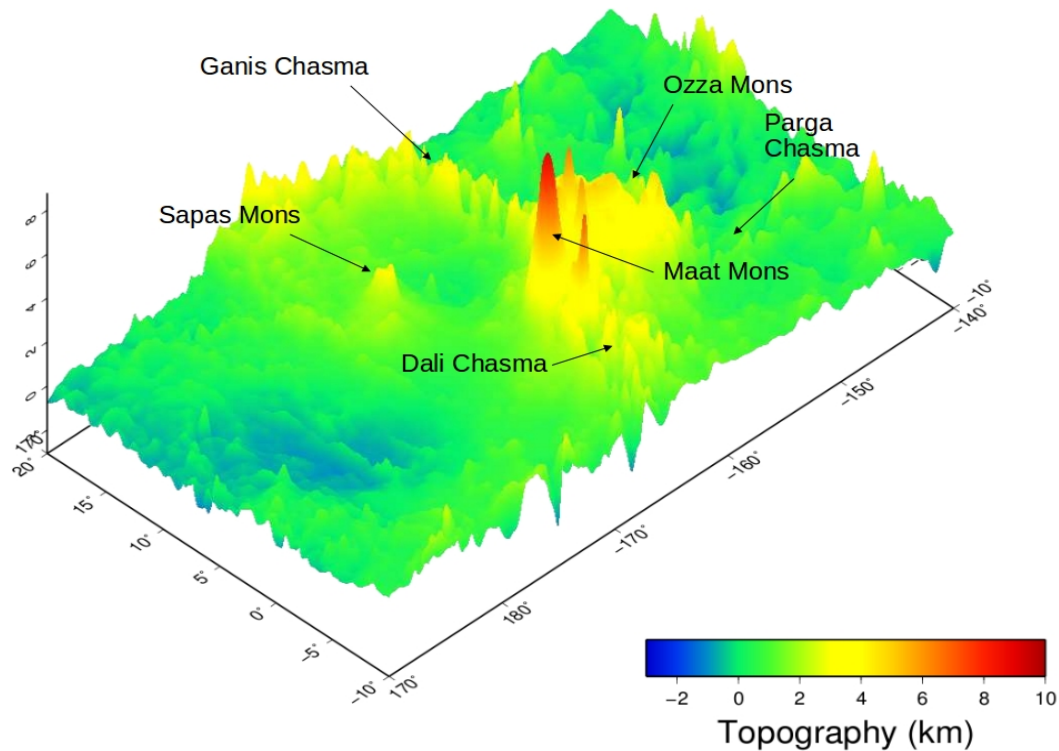 Ganis Chasma
Ozza Mons
Parga
Chasma
Sapas Mons
Maat Mons
Dali Chasma
8
6
4
2
0
170°
20°
15°
10°
5°
0°
−5°
−10°
170°
180°
−170°
−160°
−150°
−140°
−10°
−2 0 2 4 6 8 10
Topography (km)